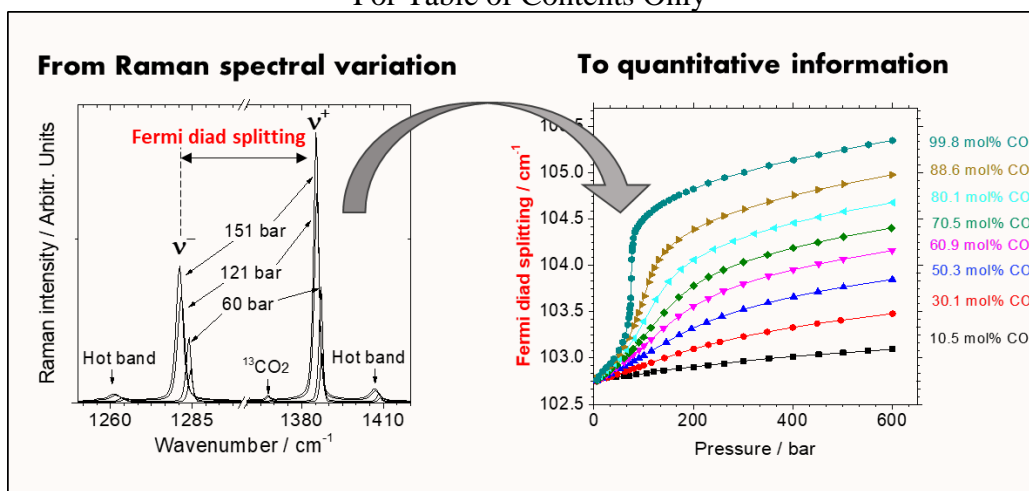 For Table of Contents Only
From Raman spectral variation
To quantitative information
Raman intensity / Arbitr. Units
Fermi diad splitting
ν⁺
ν⁻
151 bar
121 bar
60 bar
Hot band
¹³CO2
Hot band
1260
1285
1380
1410
Wavenumber / cm⁻¹
Fermi diad splitting / cm⁻¹
105.0
104.5
104.0
103.5
103.0
102.5
0
200
400
600
Pressure / bar
99.8 mol% CO
88.6 mol% CO
80.1 mol% CO
70.5 mol% CO
60.9 mol% CO
50.3 mol% CO
30.1 mol% CO
10.5 mol% CO